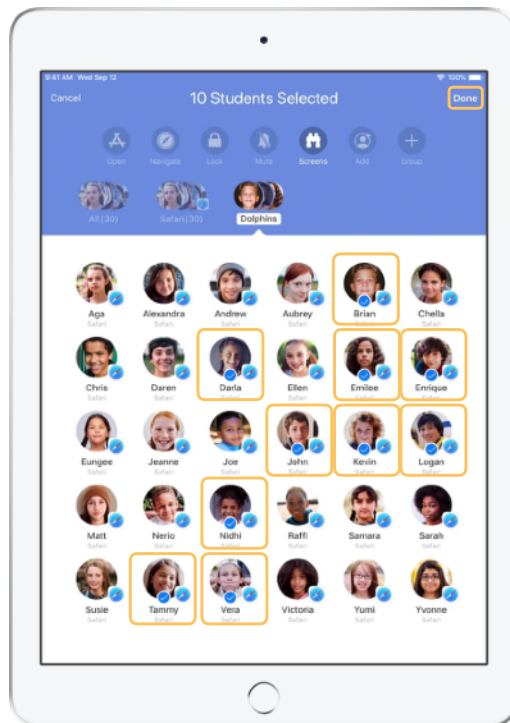 9:41 AM Wed Sep 12 100%
Cancel 10 Students Selected Done
Open Navigate Lock Mute Screens Add Group
All (30) Safari (30) Dolphins
Aga Alexandra Andrew Aubrey Brian Chella
Safari Safari Safari Safari Safari Safari
Chris Daren Darla Ellen Emilee Enrique
Safari Safari Safari Safari Safari Safari
Eungee Jeanne Joe John Kevin Logan
Safari Safari Safari Safari Safari Safari
Matt Nerio Nidhi Raffi Samara Sarah
Safari Safari Safari Safari Safari Safari
Susie Tammy Vera Victoria Yumi Yvonne
Safari Safari Safari Safari Safari Safari